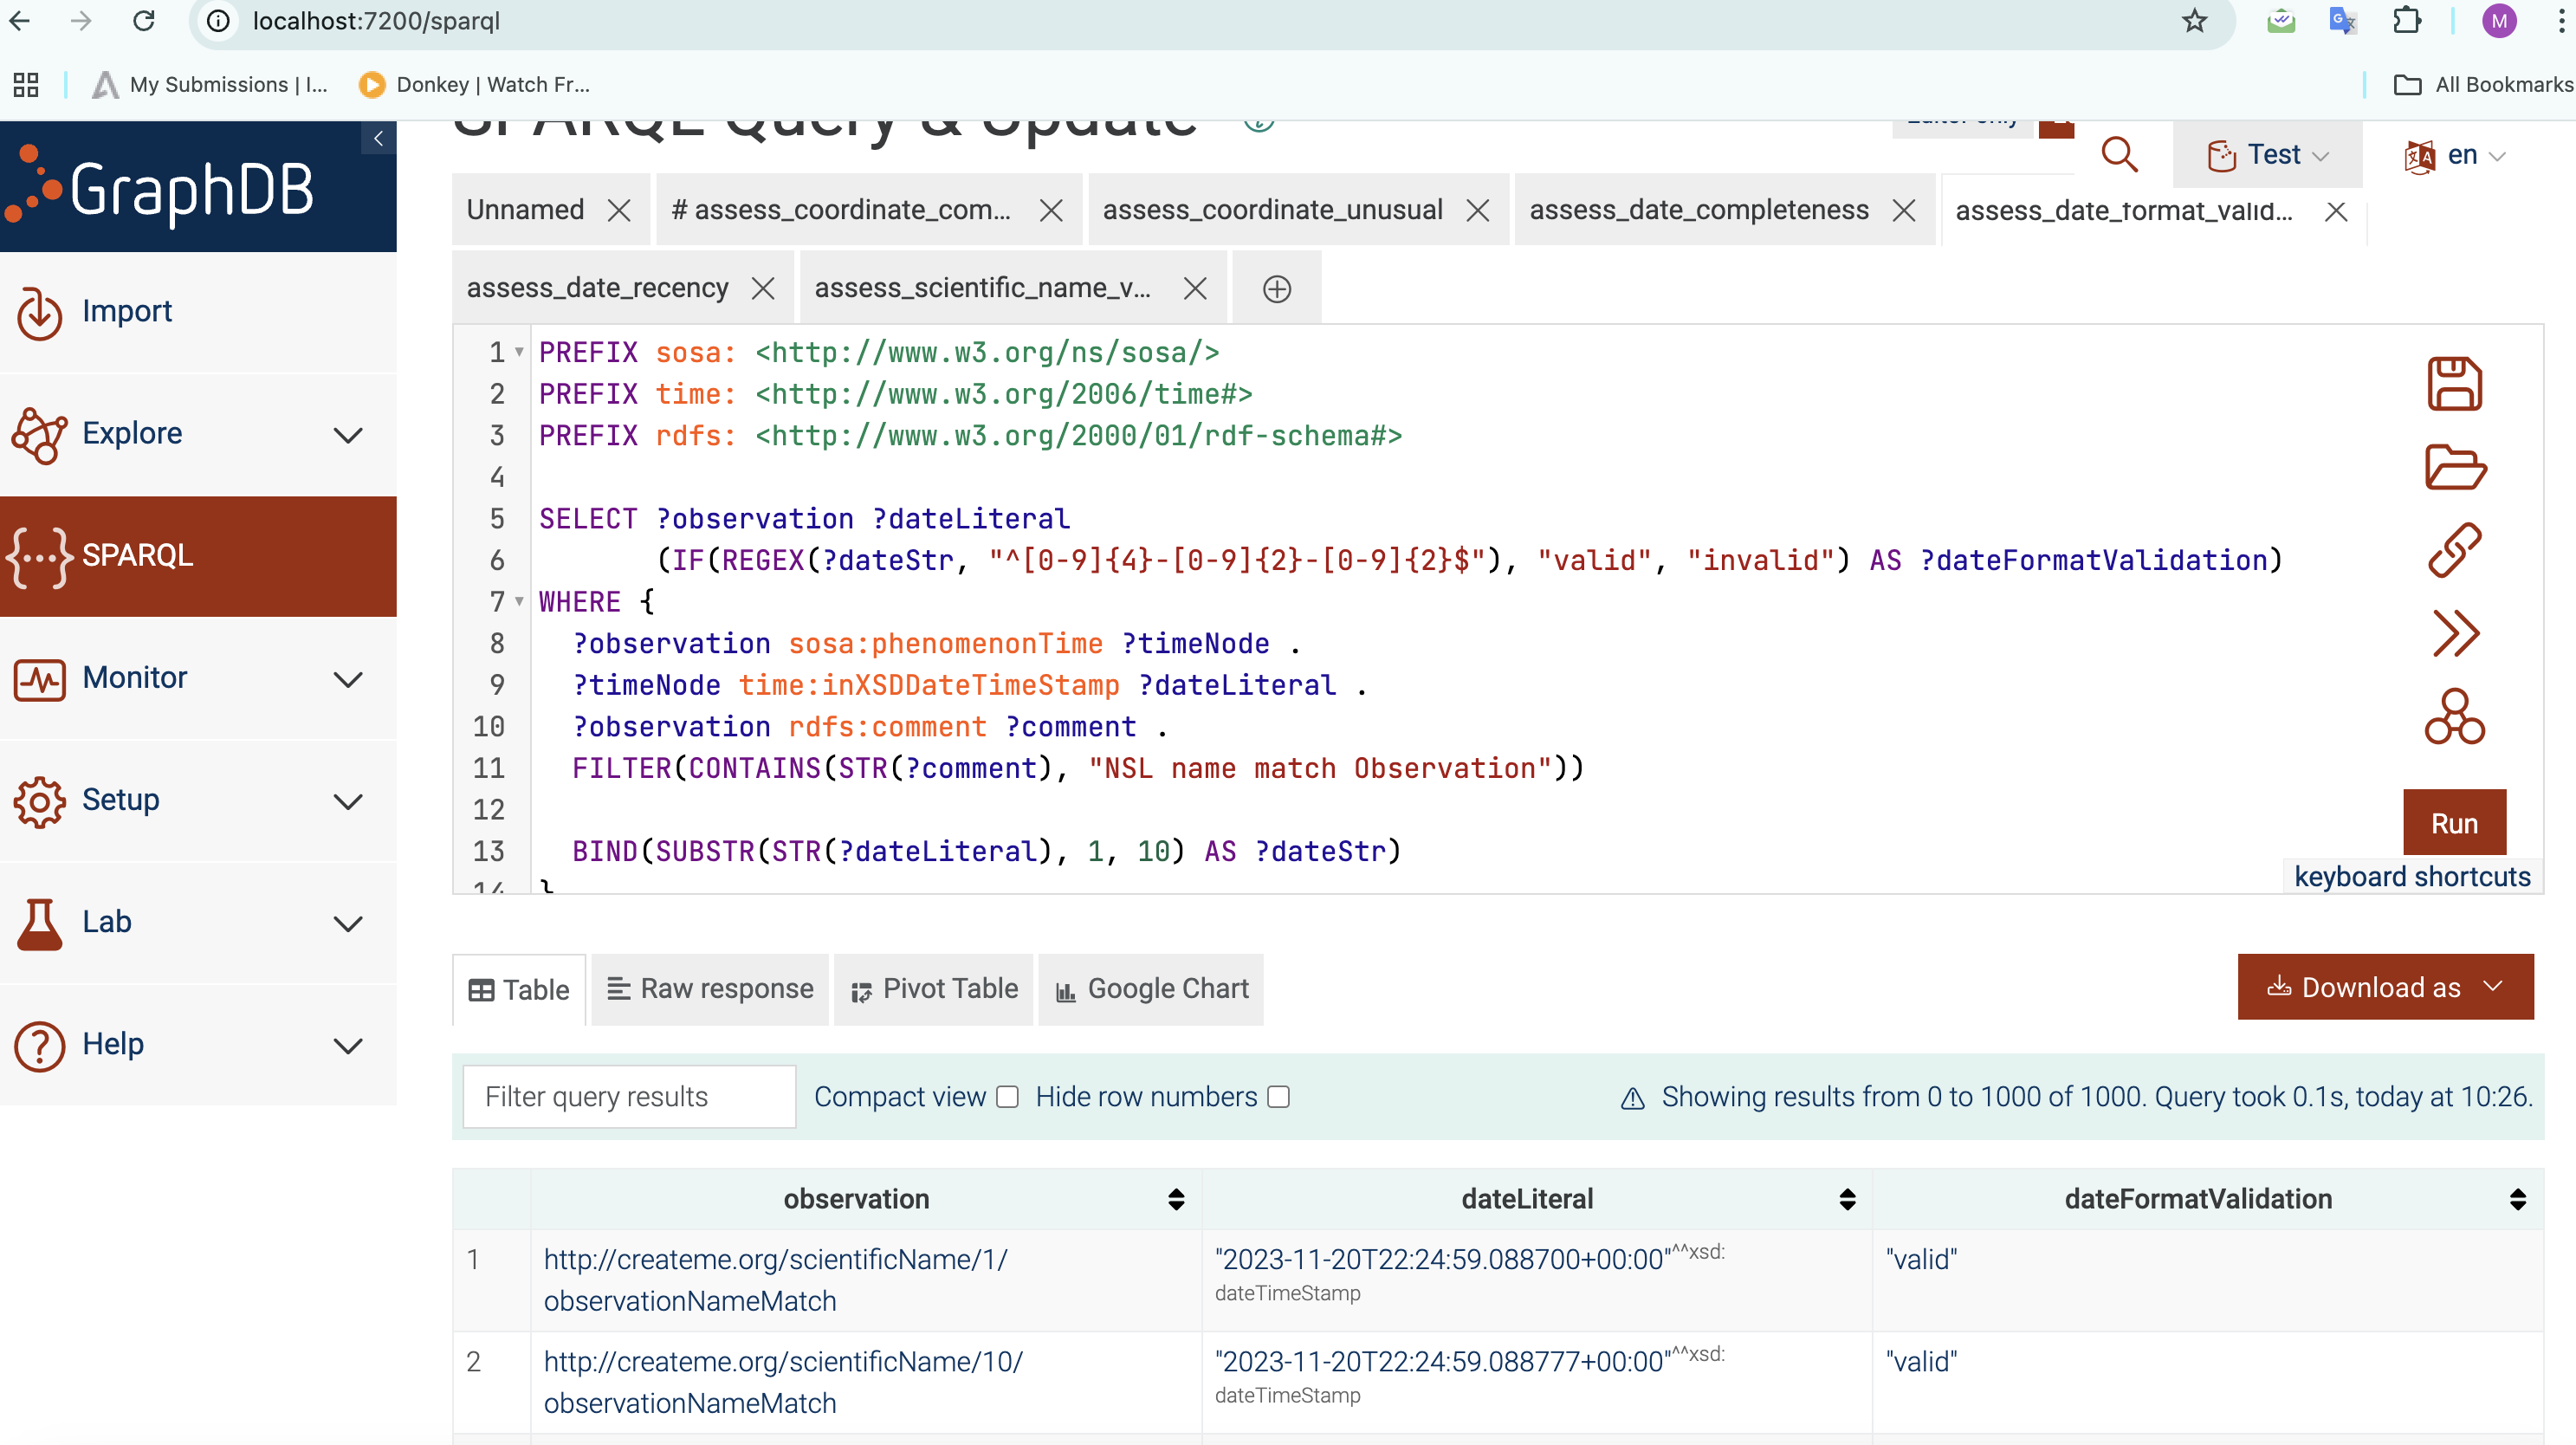 localhost:7200/sparql
M
My Submissions | I...
Donkey | Watch Fr...
All Bookmarks
GraphDB
SPARQL Query & Update
Editor only
Test
en
Unnamed
# assess_coordinate_com...
assess_coordinate_unusual
assess_date_completeness
assess_date_format_valid...
assess_date_recency
assess_scientific_name_v...
Import
Explore
SPARQL
Monitor
Setup
Lab
Help
1 PREFIX sosa: <http://www.w3.org/ns/sosa/>
2 PREFIX time: <http://www.w3.org/2006/time#>
3 PREFIX rdfs: <http://www.w3.org/2000/01/rdf-schema#>
4
5 SELECT ?observation ?dateLiteral
6 (IF(REGEX(?dateStr, "^[0-9]{4}-[0-9]{2}-[0-9]{2}$"), "valid", "invalid") AS ?dateFormatValidation)
7 WHERE {
8 ?observation sosa:phenomenonTime ?timeNode .
9 ?timeNode time:inXSDDateTimeStamp ?dateLiteral .
10 ?observation rdfs:comment ?comment .
11 FILTER(CONTAINS(STR(?comment), "NSL name match Observation"))
12
13 BIND(SUBSTR(STR(?dateLiteral), 1, 10) AS ?dateStr)
14 }
Run
keyboard shortcuts
Table
Raw response
Pivot Table
Google Chart
Download as
Filter query results
Compact view
Hide row numbers
Showing results from 0 to 1000 of 1000. Query took 0.1s, today at 10:26.
observation dateLiteral dateFormatValidation
1 http://createme.org/scientificName/1/ "2023-11-20T22:24:59.088700+00:00"^^xsd: "valid"
observationNameMatch dateTimeStamp
2 http://createme.org/scientificName/10/ "2023-11-20T22:24:59.088777+00:00"^^xsd: "valid"
observationNameMatch dateTimeStamp